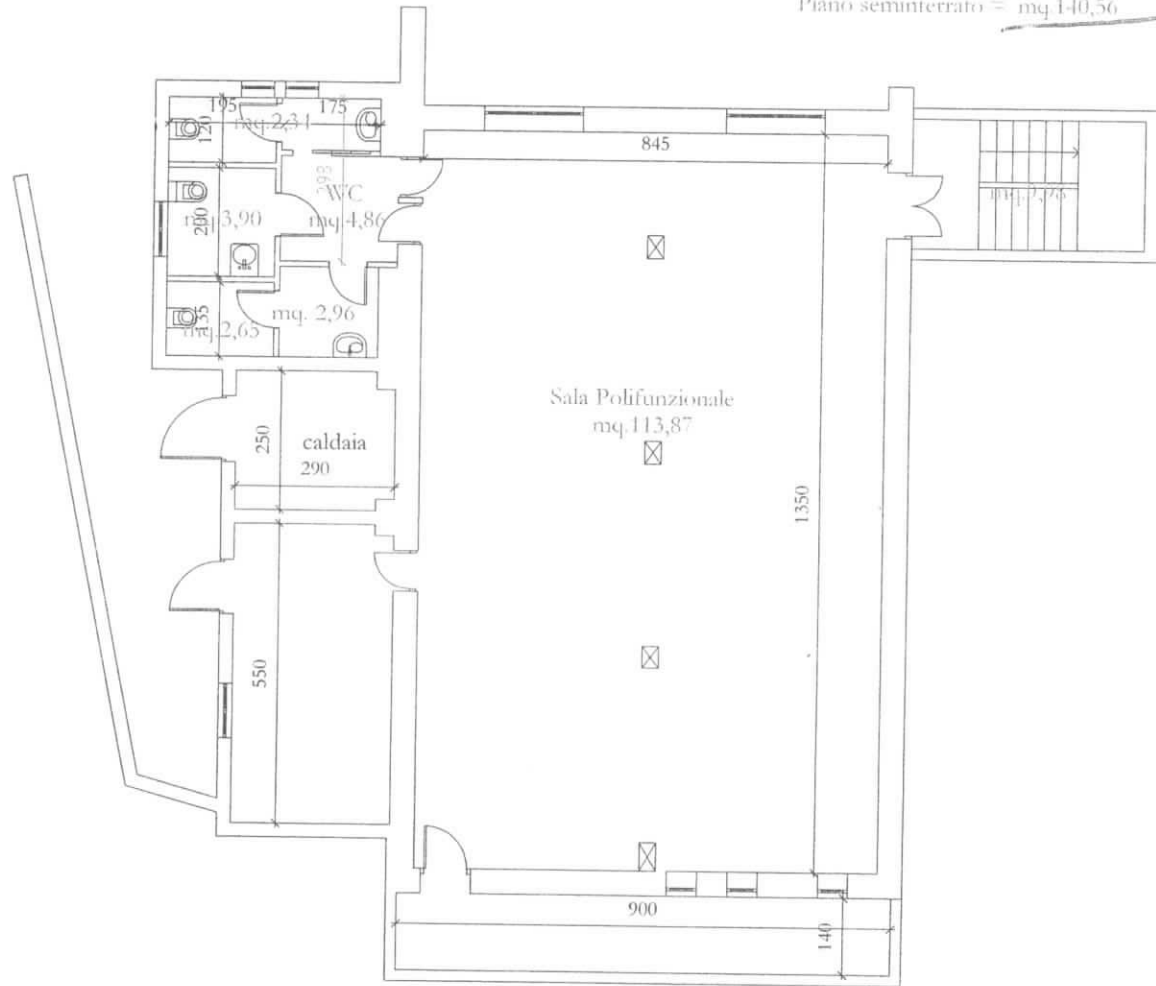 Piano seminterrato = mq.140,56
195
175
mq.2,34
120
845
293
WC
mq.3,90
mq.4,86
200
135
mq. 2,96
mq.2,65
Sala Polifunzionale
mq.113,87
250
caldaia
290
1350
550
900
140